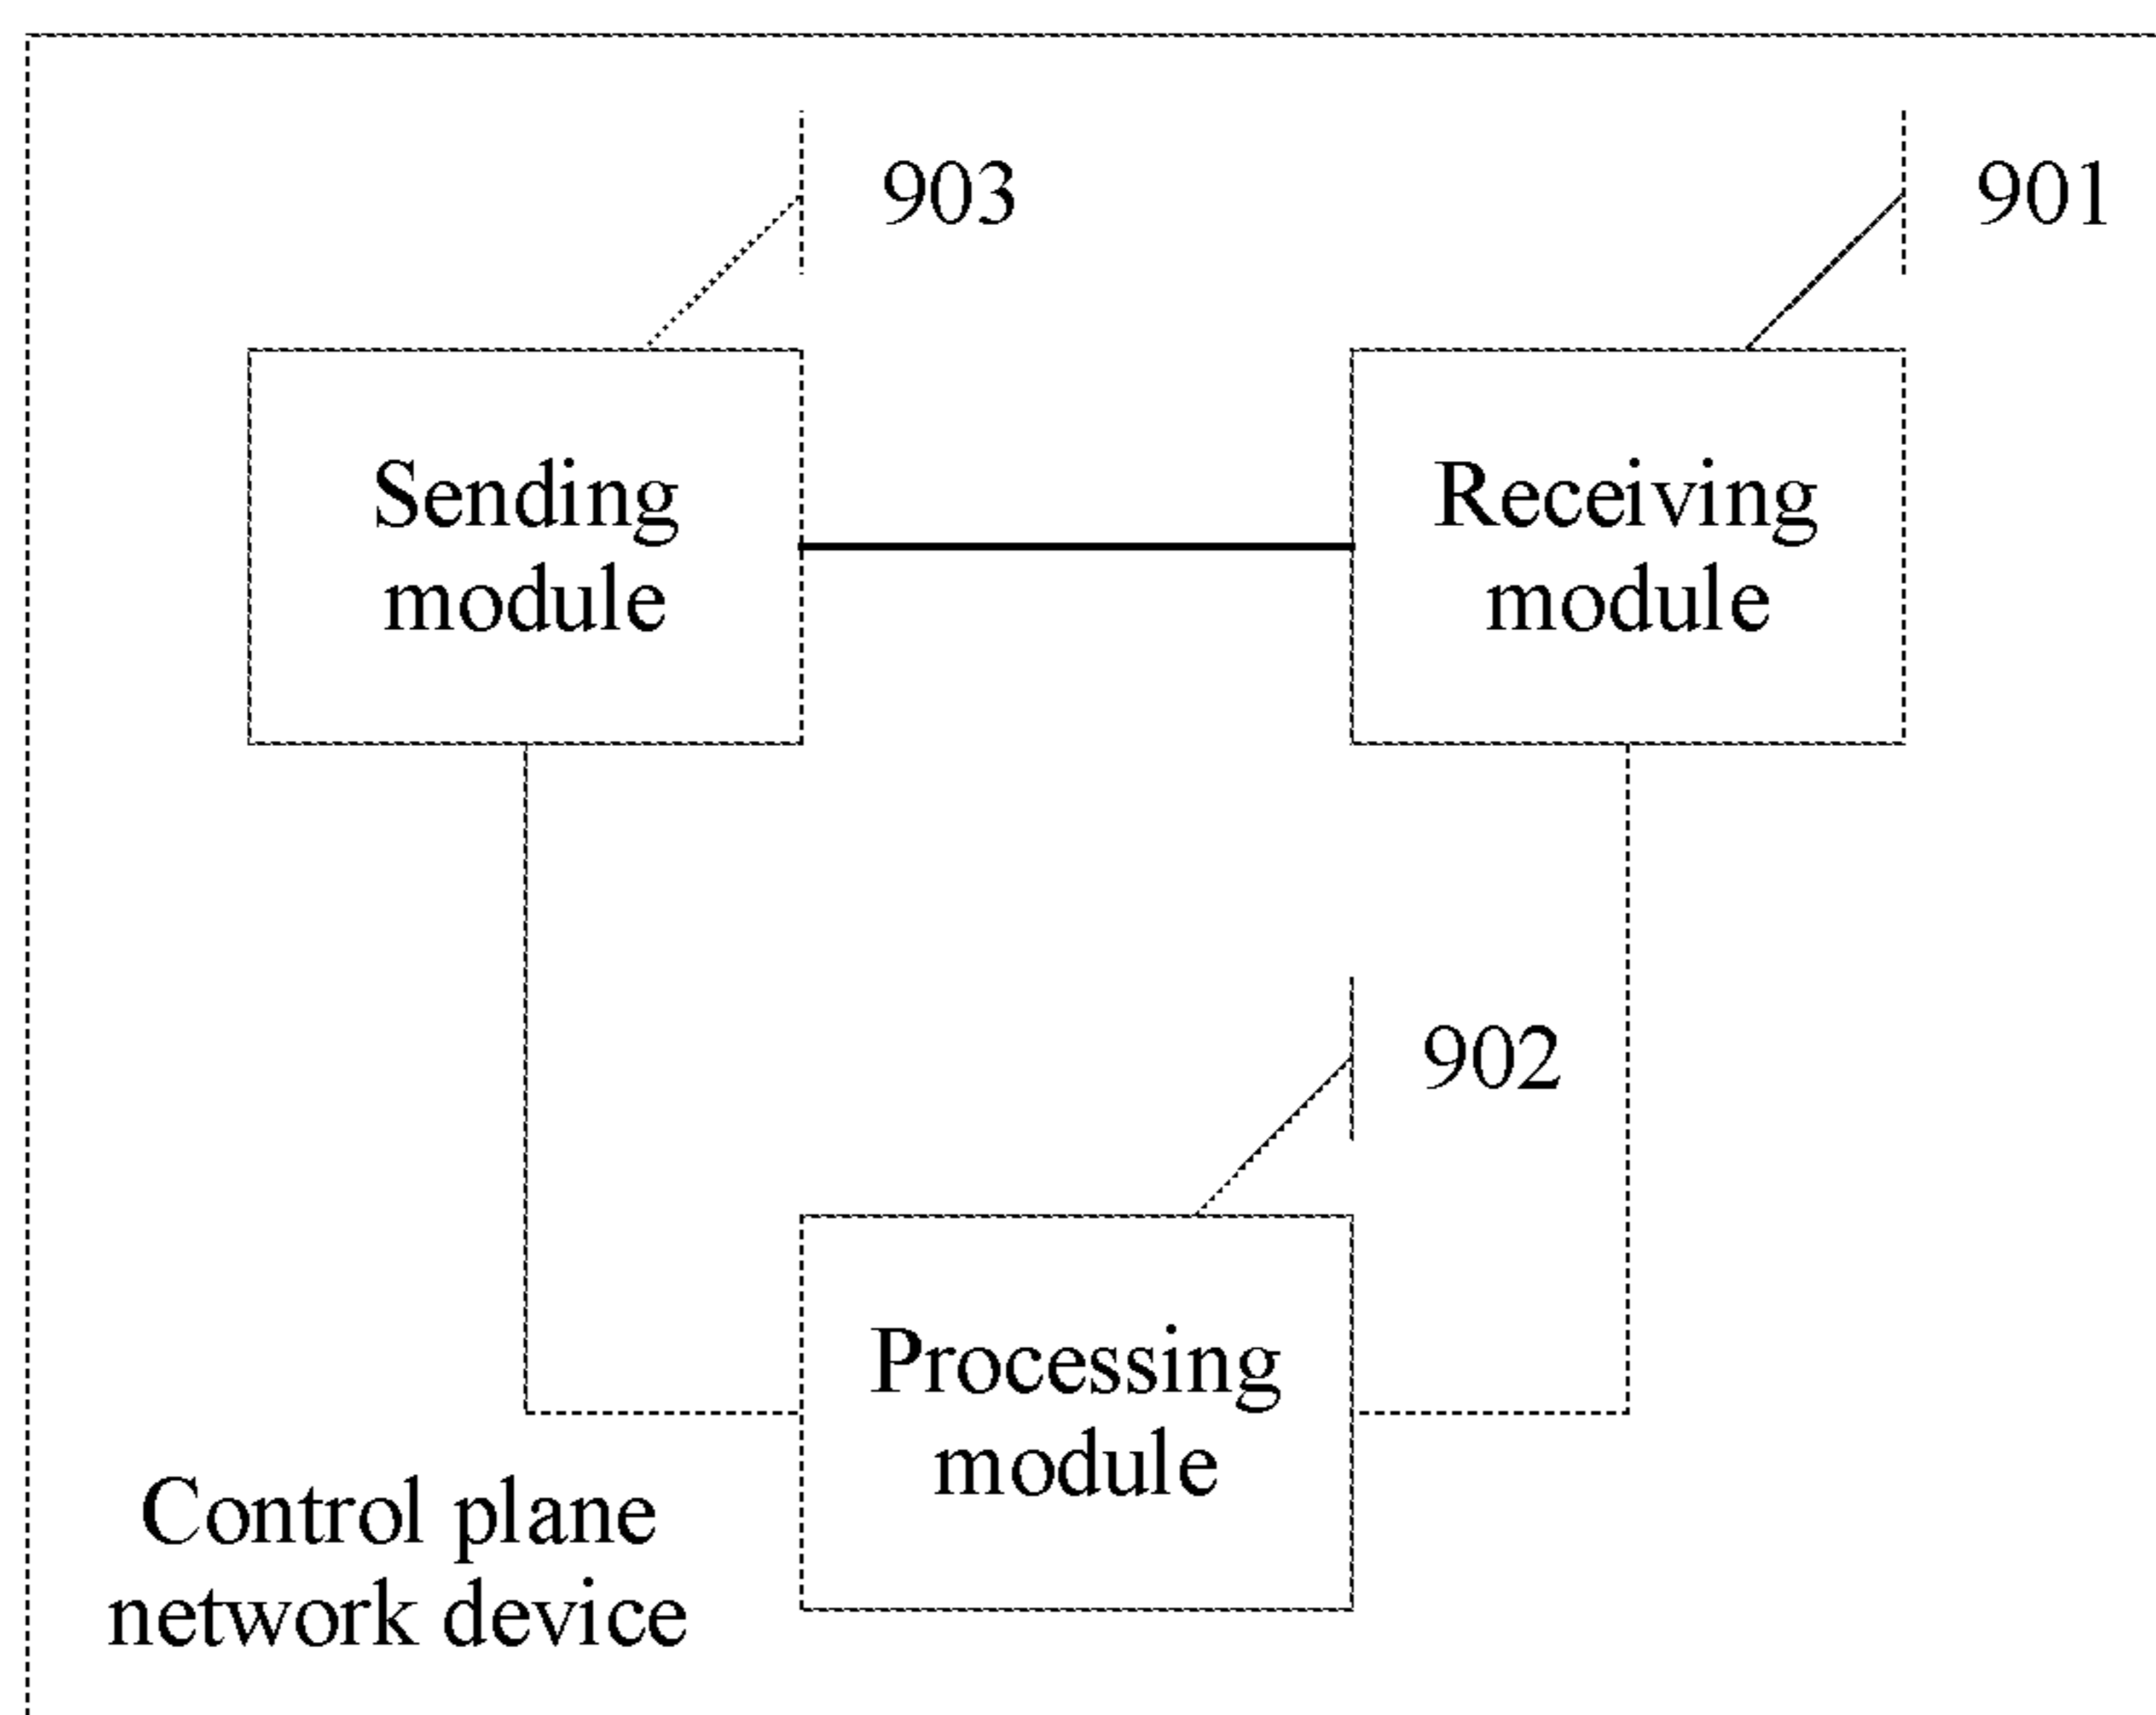 903
901
Sending
module
Receiving
module
902
Processing
module
Control plane
network device